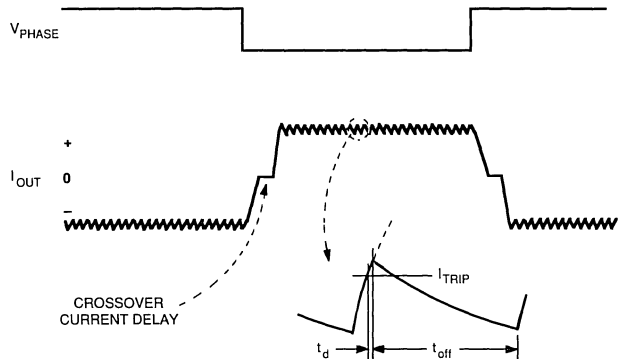 V_PHASE
+
I_OUT 0
–
I_TRIP
CROSSOVER
CURRENT DELAY
t_d
t_off